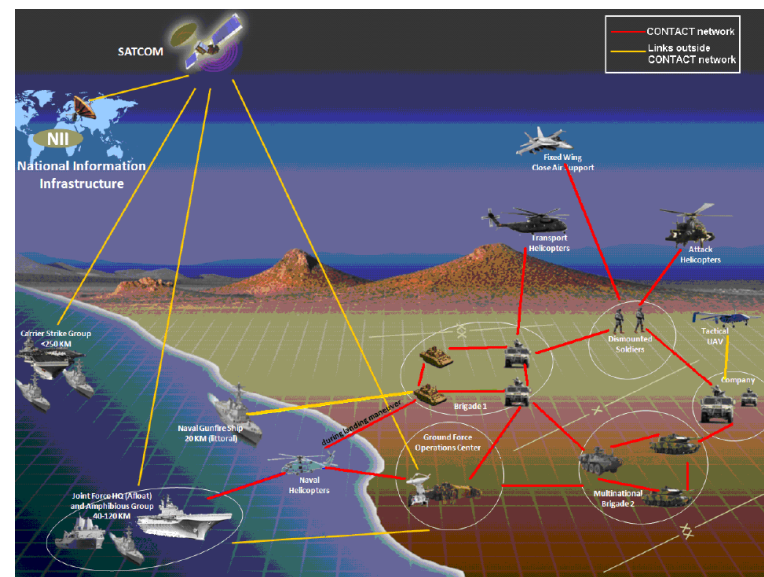 SATCOM
CONTACT network
Links outside
CONTACT network
NII
National Information
Infrastructure
Fixed Wing
Close Air Support
Transport
Helicopters
Attack
Helicopters
Carrier Strike Group
<250 KM
Dismounted
Soldiers
Tactical
UAV
Company
Brigade 1
during landing maneuver
Naval Gunfire Ship
20 KM (littoral)
Ground Force
Operations Center
Naval
Helicopters
Multinational
Brigade 2
Joint Force HQ (Afloat)
and Amphibious Group
40-120 KM